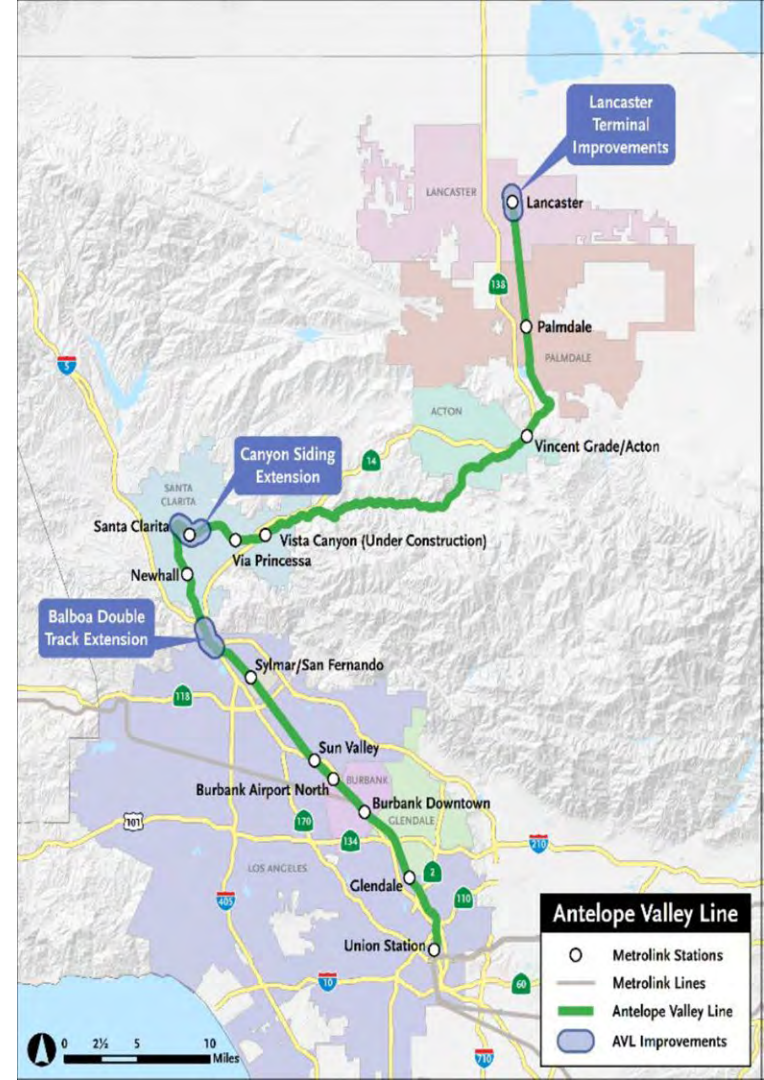 Lancaster
Terminal
Improvements
LANCASTER
Lancaster
138
Palmdale
PALMDALE
5
ACTON
Vincent Grade/Acton
14
Canyon Siding
Extension
SANTA
CLARITA
Santa Clarita
Vista Canyon (Under Construction)
Via Princessa
Newhall
Balboa Double
Track Extension
Sylmar/San Fernando
118
Sun Valley
Burbank Airport North
BURBANK
Burbank Downtown
GLENDALE
101
170
134
210
LOS ANGELES
2
Glendale
405
110
Union Station
10
60
710
Antelope Valley Line
Metrolink Stations
Metrolink Lines
Antelope Valley Line
AVL Improvements
0 2½ 5 10
Miles